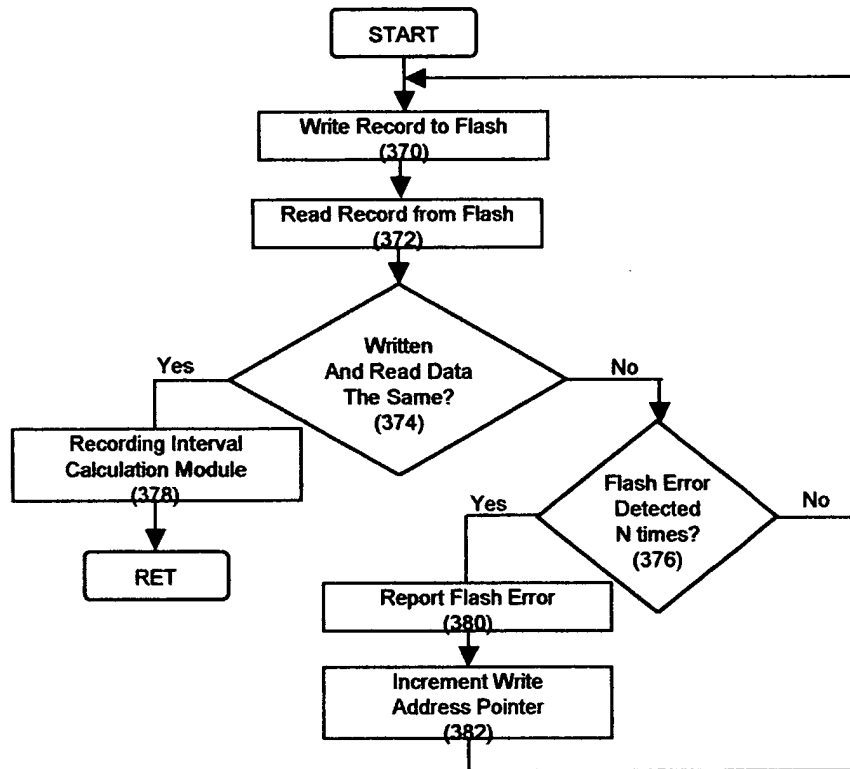 START
Write Record to Flash
(370)
Read Record from Flash
(372)
Written
And Read Data
The Same?
(374)
Yes
No
Recording Interval
Calculation Module
(378)
RET
Flash Error
Detected
N times?
(376)
Yes
No
Report Flash Error
(380)
Increment Write
Address Pointer
(382)